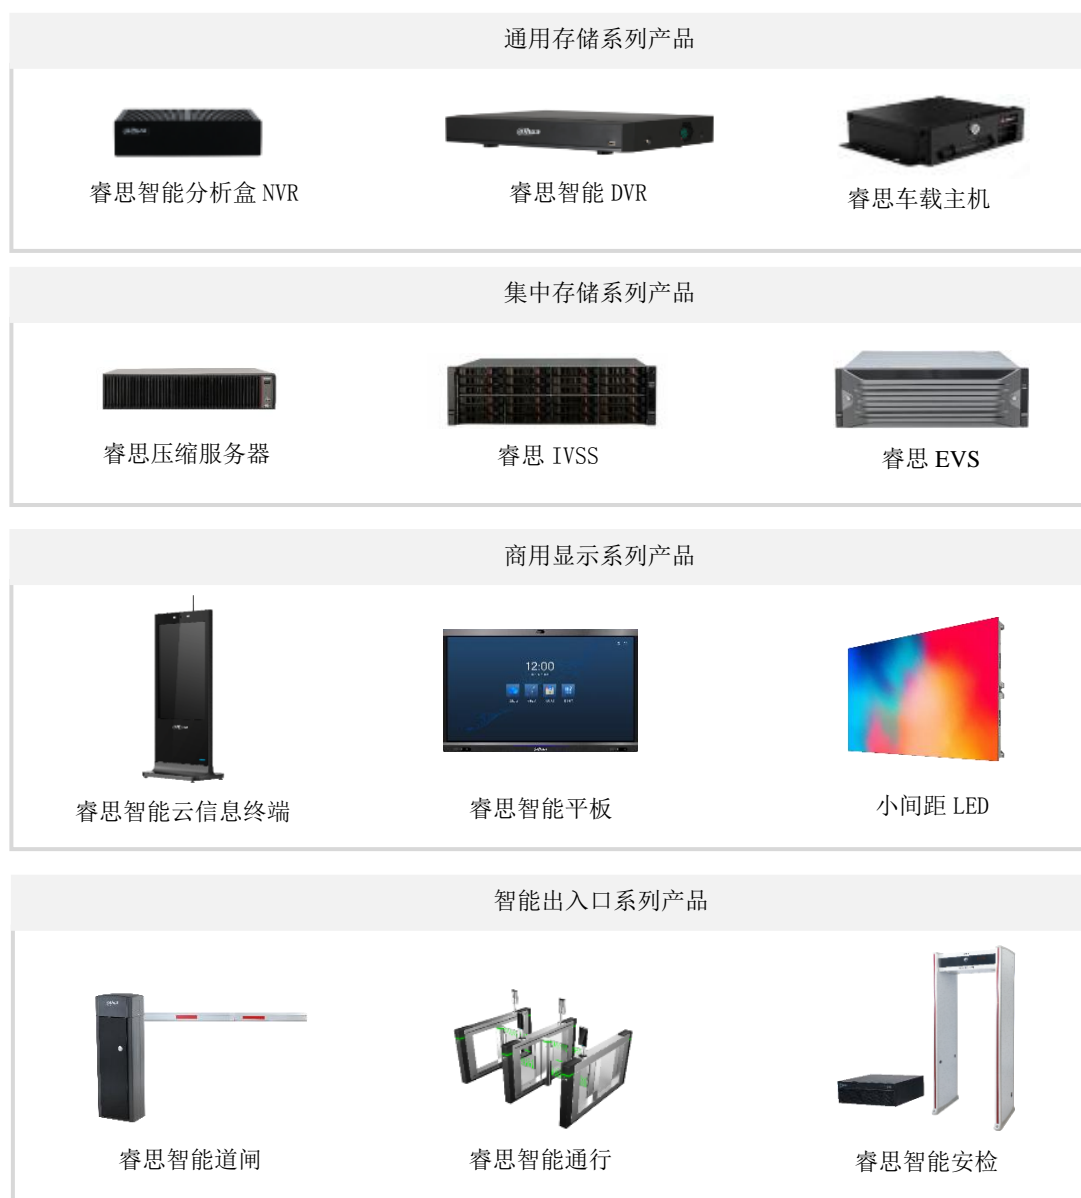 通用存储系列产品
睿思智能分析盒 NVR
睿思智能 DVR
睿思车载主机
集中存储系列产品
睿思压缩服务器
睿思 IVSS
睿思 EVS
商用显示系列产品
12:00
睿思智能云信息终端
睿思智能平板
小间距 LED
智能出入口系列产品
睿思智能道闸
睿思智能通行
睿思智能安检